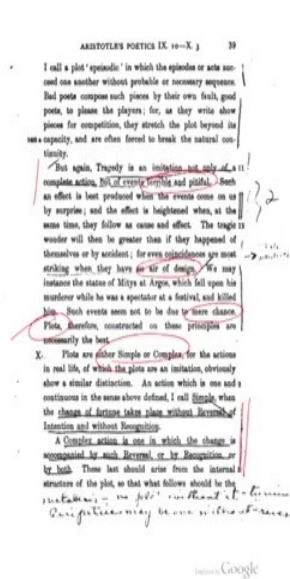 ARISTOTLE'S POETICS IX. 10—X. 3 39
I call a plot 'epeisodic' in which the episodes or acts suc-
ceed one another without probable or necessary sequence.
Bad poets compose such pieces by their own fault, good
poets, to please the players; for, as they write show
pieces for competition, they stretch the plot beyond its
capacity, and are often forced to break the natural con-
tinuity.
But again, Tragedy is an imitation not only of a 11
complete action, but of events terrible and pitiful. Such
an effect is best produced when the events come on us
by surprise; and the effect is heightened when, at the
same time, they follow as cause and effect. The tragic
wonder will then be greater than if they happened of
themselves or by accident; for even coincidences are most
striking when they have an air of design. We may
instance the statue of Mitys at Argos, which fell upon his
murderer while he was a spectator at a festival, and killed
him. Such events seem not to be due to mere chance.
Plots, therefore, constructed on these principles are
necessarily the best.
X. Plots are either Simple or Complex, for the actions
in real life, of which the plots are an imitation, obviously
show a similar distinction. An action which is one and
continuous in the sense above defined, I call Simple, when
the change of fortune takes place without Reversal of
Intention and without Recognition.
A Complex action is one in which the change is
accompanied by such Reversal, or by Recognition, or
by both. These last should arise from the internal
structure of the plot, so that what follows should be the
no plot without it
may be one without
Digitized by Google